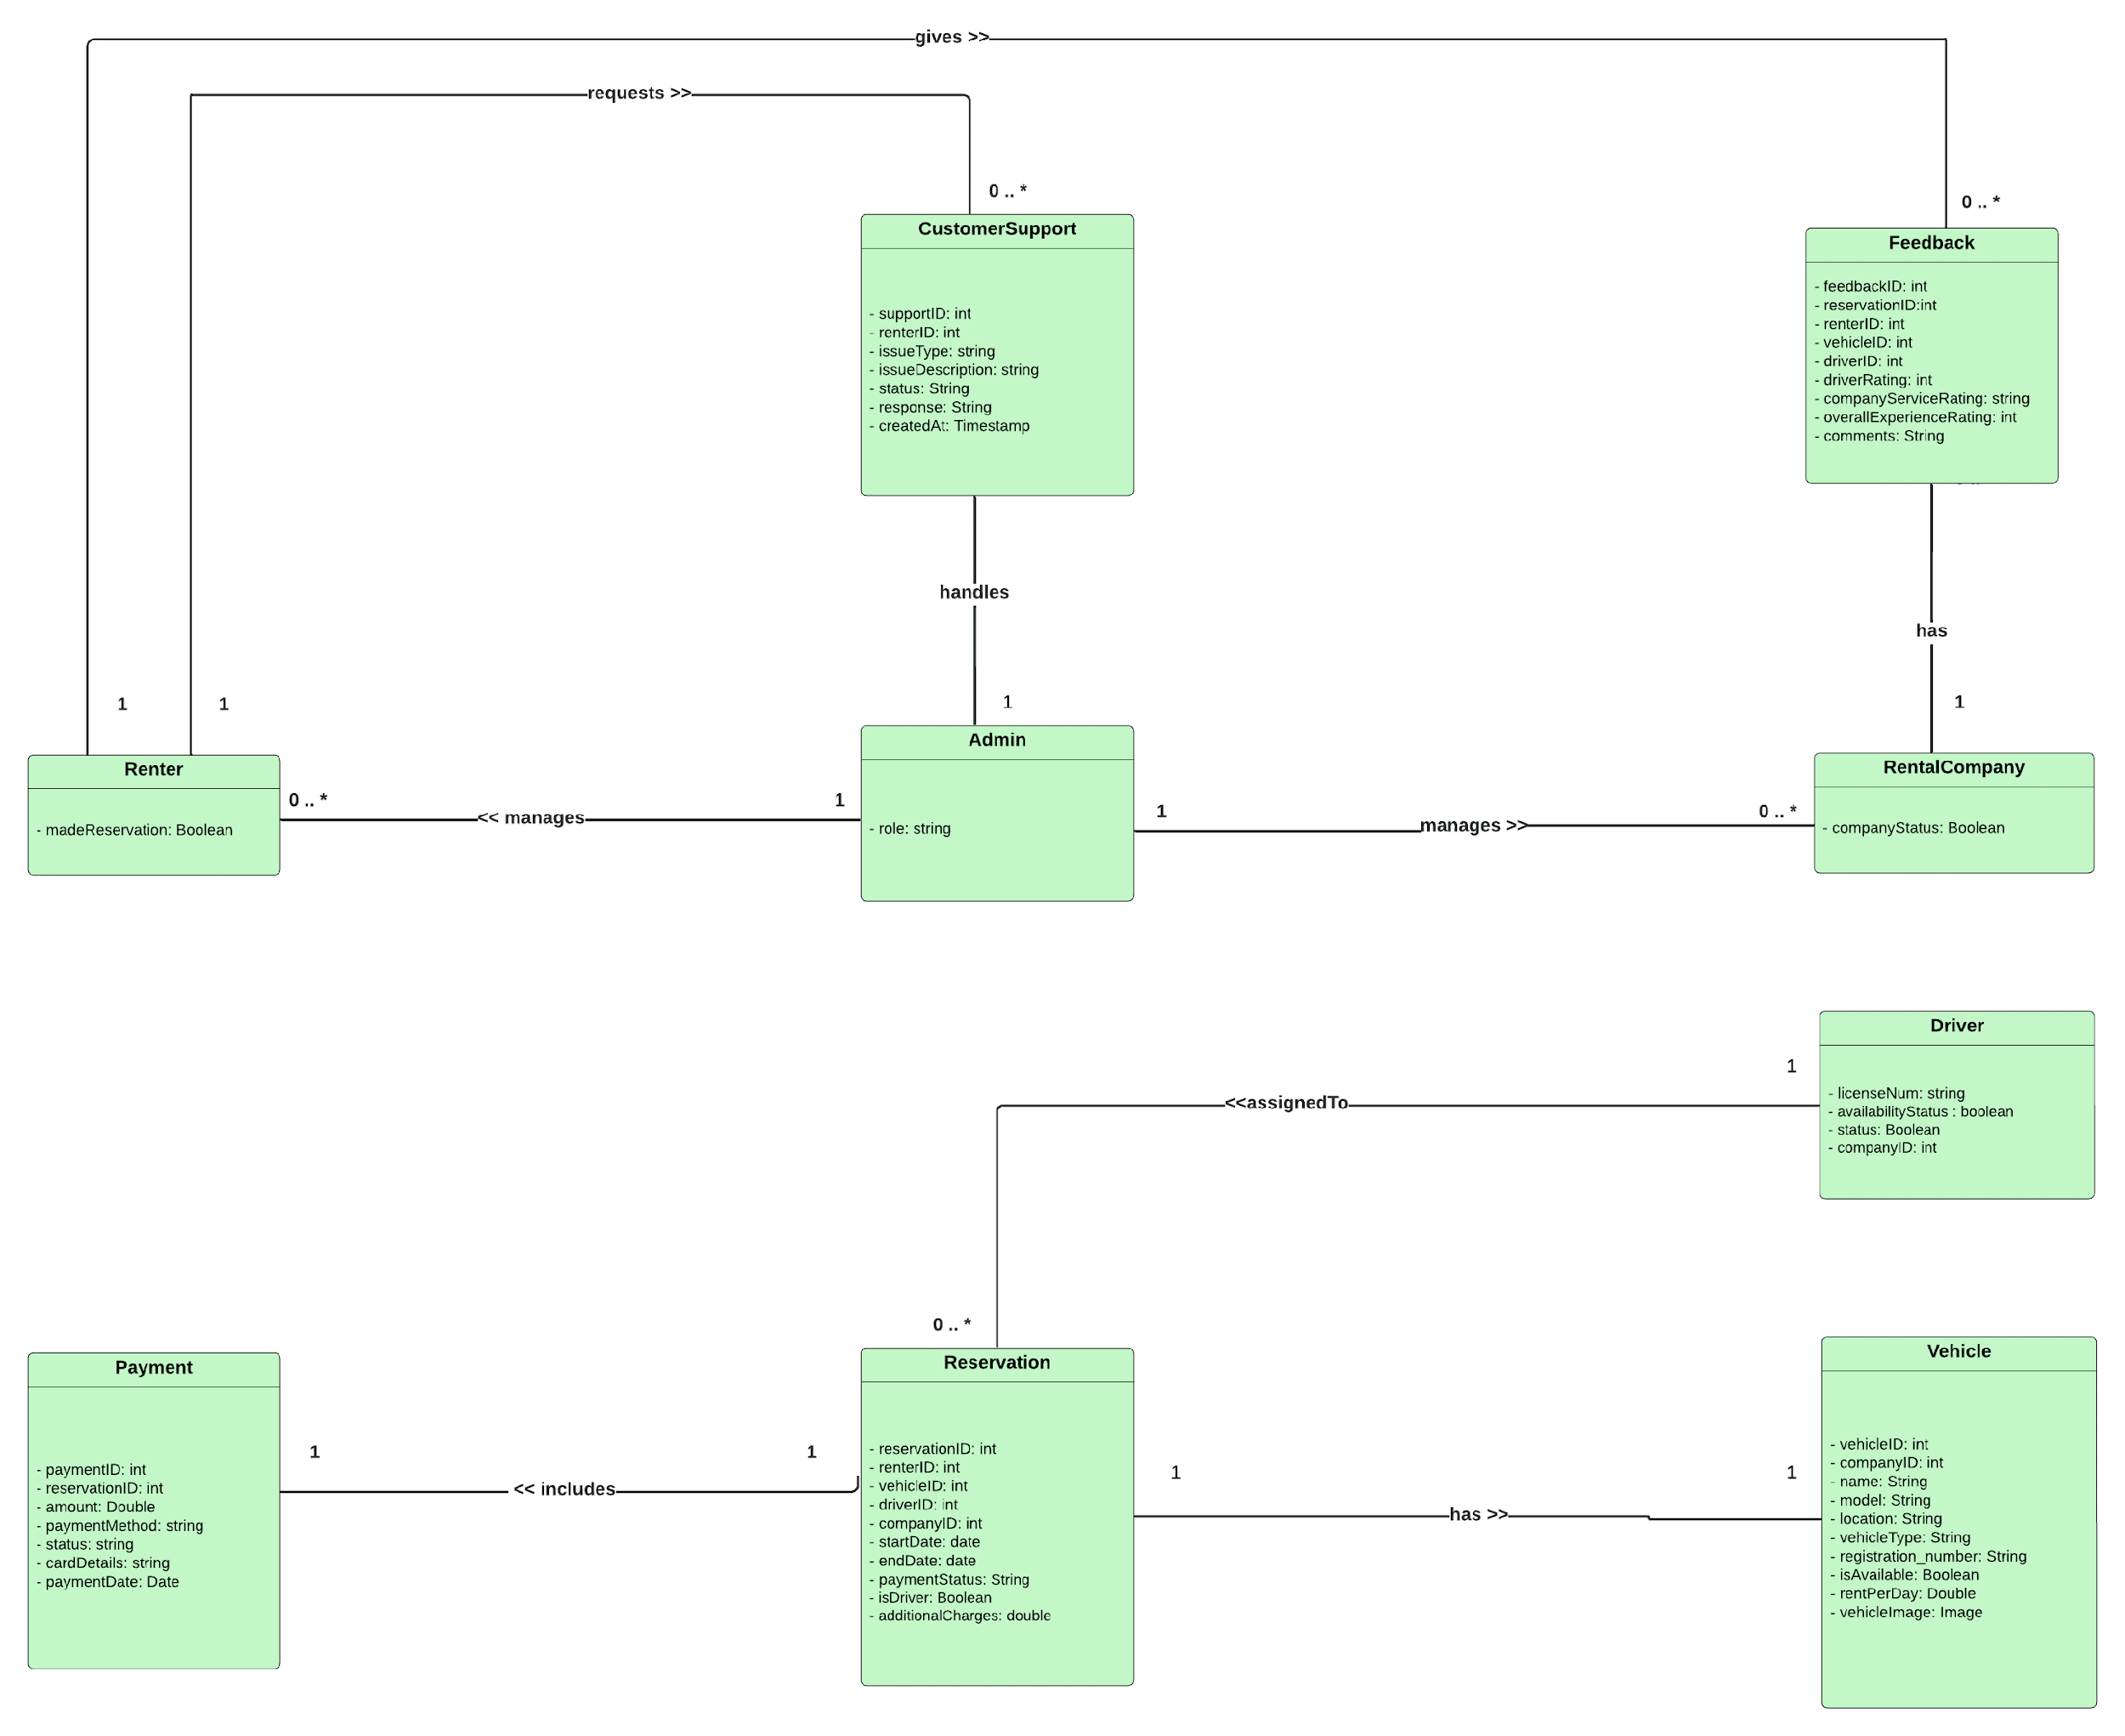 gives >>
requests >>
0 .. *
0 .. *
CustomerSupport
- supportID: int
- renterID: int
- issueType: string
- issueDescription: string
- status: String
- response: String
- createdAt: Timestamp
Feedback
- feedbackID: int
- reservationID:int
- renterID: int
- vehicleID: int
- driverID: int
- driverRating: int
- companyServiceRating: string
- overallExperienceRating: int
- comments: String
handles
has
1
1
1
1
Renter
- madeReservation: Boolean
0 .. *
<< manages
1
Admin
- role: string
1
manages >>
0 .. *
RentalCompany
- companyStatus: Boolean
Driver
- licenseNum: string
- availabilityStatus : boolean
- status: Boolean
- companyID: int
1
<<assignedTo
0 .. *
Payment
- paymentID: int
- reservationID: int
- amount: Double
- paymentMethod: string
- status: string
- cardDetails: string
- paymentDate: Date
1
<< includes
1
Reservation
- reservationID: int
- renterID: int
- vehicleID: int
- driverID: int
- companyID: int
- startDate: date
- endDate: date
- paymentStatus: String
- isDriver: Boolean
- additionalCharges: double
1
has >>
1
Vehicle
- vehicleID: int
- companyID: int
- name: String
- model: String
- location: String
- vehicleType: String
- registration_number: String
- isAvailable: Boolean
- rentPerDay: Double
- vehicleImage: Image